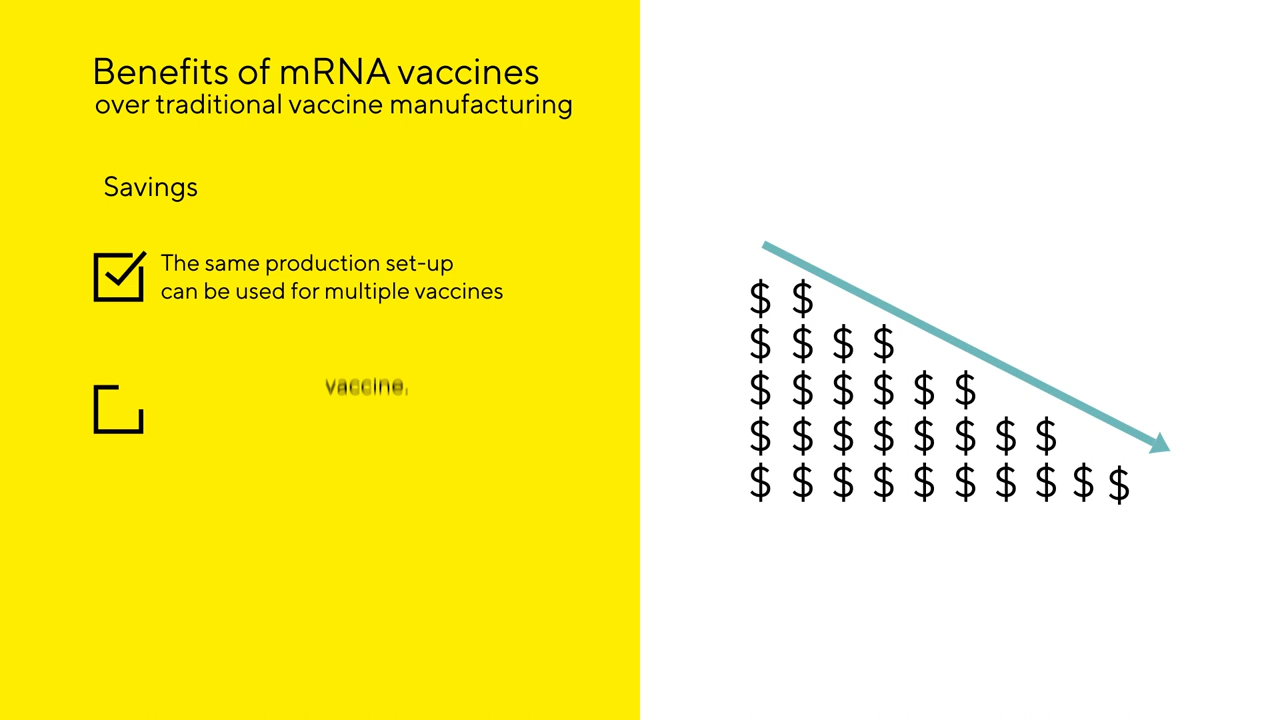 Benefits of mRNA vaccines
over traditional vaccine manufacturing
Savings
The same production set-up
can be used for multiple vaccines
vaccine,
$ $
$ $ $ $
$ $ $ $ $ $
$ $ $ $ $ $ $ $
$ $ $ $ $ $ $ $ $ $